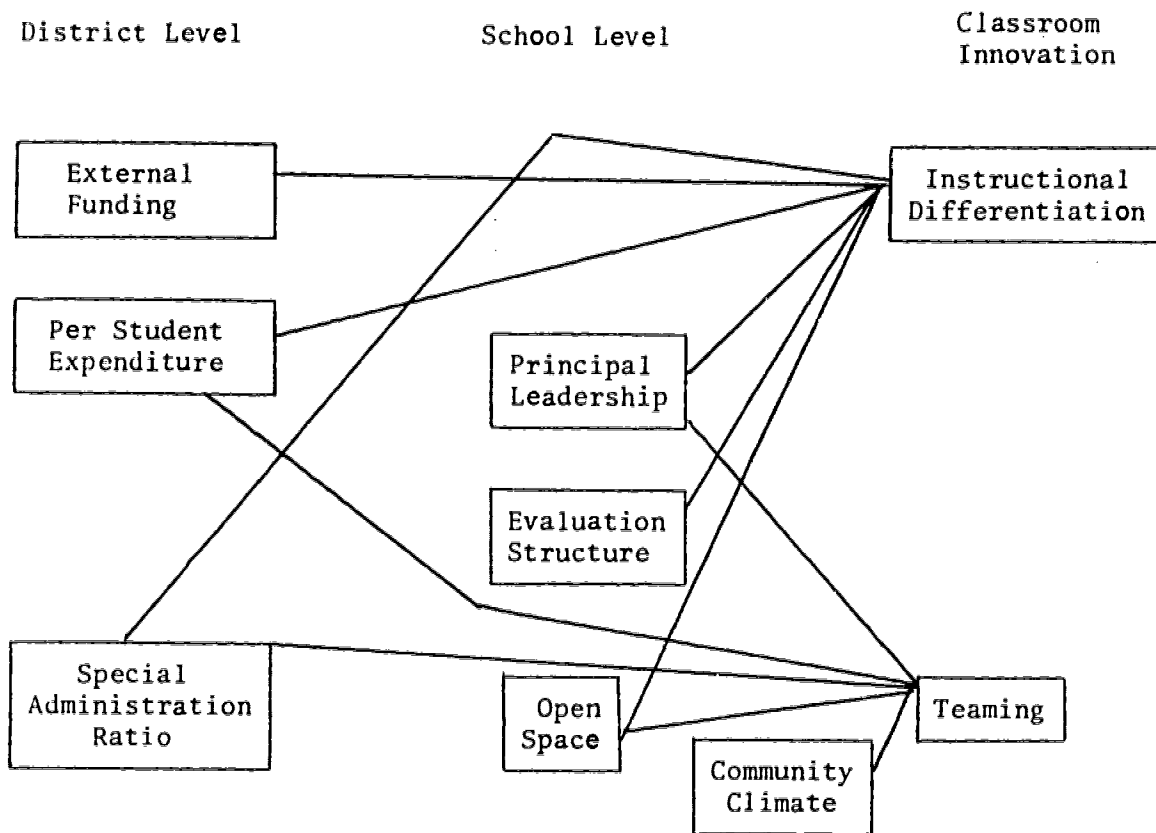 District Level
School Level
Classroom
Innovation
External
Funding
Instructional
Differentiation
Per Student
Expenditure
Principal
Leadership
Evaluation
Structure
Special
Administration
Ratio
Open
Space
Teaming
Community
Climate